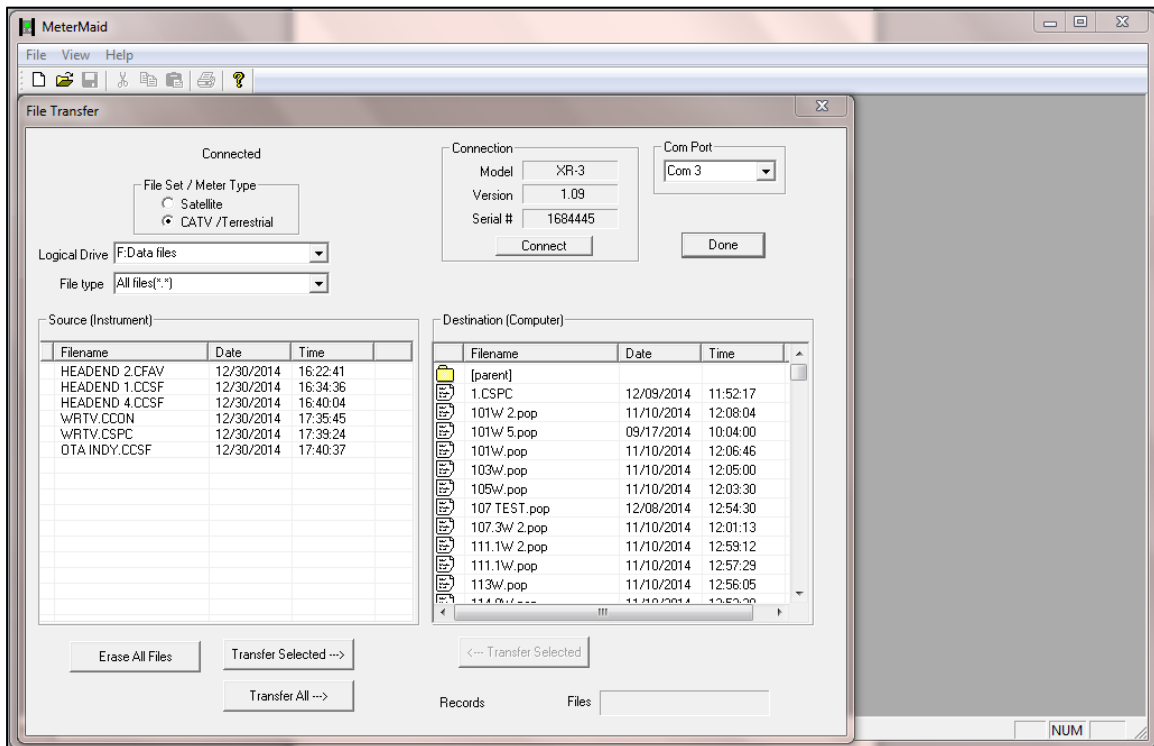 MeterMaid
File View Help
File Transfer
Connected
File Set / Meter Type
Satellite
CATV /Terrestrial
Logical Drive F:Data files
File type All files(*.*)
Connection
Model XR-3
Version 1.09
Serial # 1684445
Connect
Com Port
Com 3
Done
Source (Instrument)
Filename Date Time
HEADEND 2.CFAV 12/30/2014 16:22:41
HEADEND 1.CCSF 12/30/2014 16:34:36
HEADEND 4.CCSF 12/30/2014 16:40:04
WRTV.CCON 12/30/2014 17:35:45
WRTV.CSPC 12/30/2014 17:39:24
OTA INDY.CCSF 12/30/2014 17:40:37
Destination (Computer)
Filename Date Time
[parent]
1.CSPC 12/09/2014 11:52:17
101W 2.pop 11/10/2014 12:08:04
101W 5.pop 09/17/2014 10:04:00
101W.pop 11/10/2014 12:06:46
103W.pop 11/10/2014 12:05:00
105W.pop 11/10/2014 12:03:30
107 TEST.pop 12/08/2014 12:54:30
107.3W 2.pop 11/10/2014 12:01:13
111.1W 2.pop 11/10/2014 12:59:12
111.1W.pop 11/10/2014 12:57:29
113W.pop 11/10/2014 12:56:05
Erase All Files
Transfer Selected --->
Transfer All --->
<--- Transfer Selected
Records Files
NUM